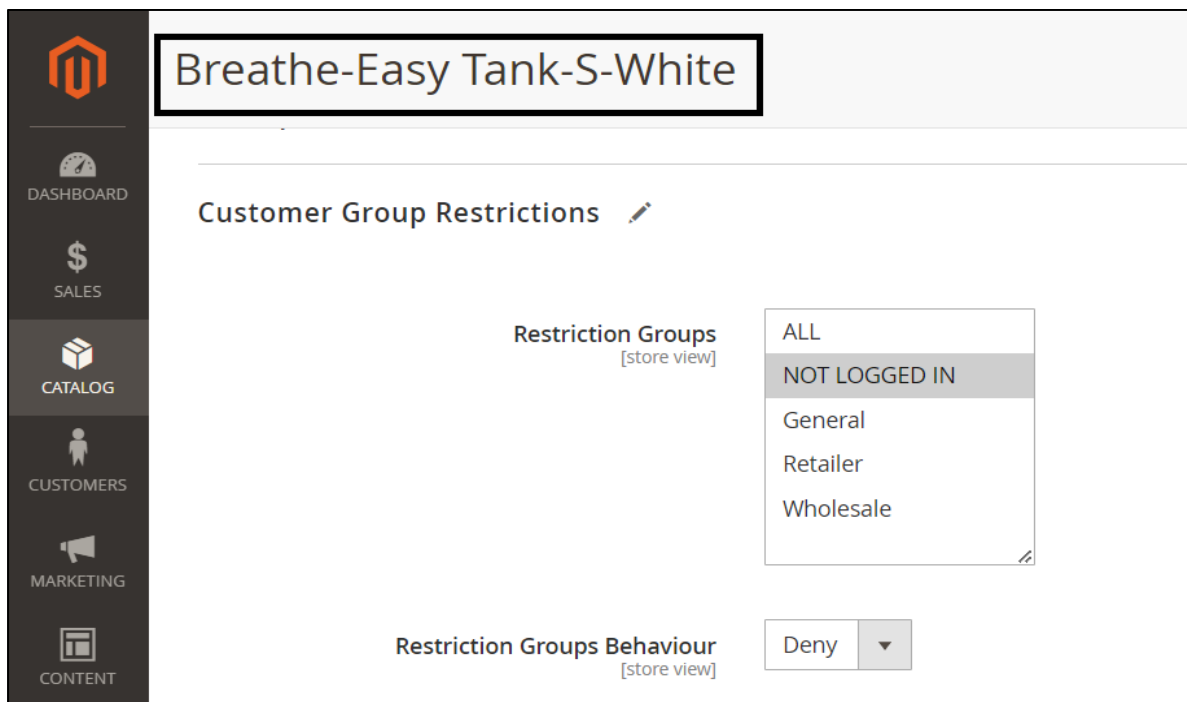 Breathe-Easy Tank-S-White
DASHBOARD
SALES
CATALOG
CUSTOMERS
MARKETING
CONTENT
Customer Group Restrictions
Restriction Groups
[store view]
ALL
NOT LOGGED IN
General
Retailer
Wholesale
Restriction Groups Behaviour
[store view]
Deny